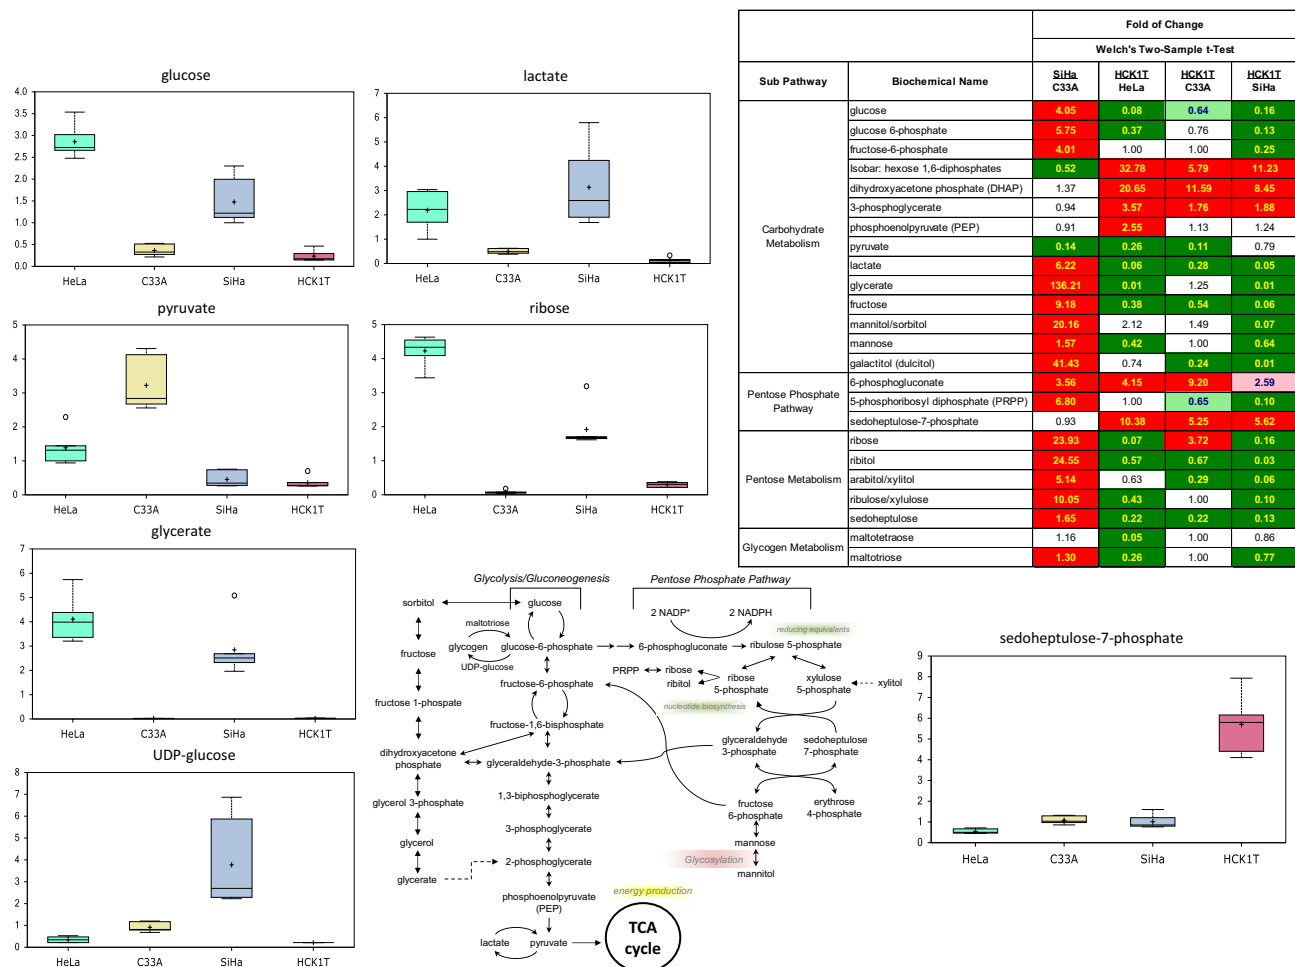 glucose
4.0
3.5
3.0
2.5
2.0
1.5
1.0
0.5
0.0
HeLa C33A SiHa HCK1T
lactate
7
6
5
4
3
2
1
0
HeLa C33A SiHa HCK1T
pyruvate
5
4
3
2
1
0
HeLa C33A SiHa HCK1T
ribose
5
4
3
2
1
0
HeLa C33A SiHa HCK1T
glycerate
7
6
5
4
3
2
1
0
HeLa C33A SiHa HCK1T
UDP-glucose
8
7
6
5
4
3
2
1
0
HeLa C33A SiHa HCK1T
Fold of Change
Welch's Two-Sample t-Test
Sub Pathway Biochemical Name SiHa C33A HCK1T HeLa HCK1T C33A HCK1T SiHa
Carbohydrate Metabolism
glucose 4.05 0.08 0.64 0.16
glucose 6-phosphate 5.75 0.37 0.76 0.13
fructose-6-phosphate 4.01 1.00 1.00 0.25
Isobar: hexose 1,6-diphosphates 0.52 32.78 5.79 11.23
dihydroxyacetone phosphate (DHAP) 1.37 20.65 11.59 8.45
3-phosphoglycerate 0.94 3.57 1.76 1.88
phosphoenolpyruvate (PEP) 0.91 2.55 1.13 1.24
pyruvate 0.14 0.26 0.11 0.79
lactate 6.22 0.06 0.28 0.05
glycerate 136.21 0.01 1.25 0.01
fructose 9.18 0.38 0.54 0.06
mannitol/sorbitol 20.16 2.12 1.49 0.07
mannose 1.57 0.42 1.00 0.64
galactitol (dulcitol) 41.43 0.74 0.24 0.01
Pentose Phosphate Pathway
6-phosphogluconate 3.56 4.15 9.20 2.59
5-phosphoribosyl diphosphate (PRPP) 6.80 1.00 0.65 0.10
sedoheptulose-7-phosphate 0.93 10.38 5.25 5.62
Pentose Metabolism
ribose 23.93 0.07 3.72 0.16
ribitol 24.55 0.57 0.67 0.03
arabitol/xylitol 5.14 0.63 0.29 0.06
ribulose/xylulose 10.05 0.43 1.00 0.10
sedoheptulose 1.65 0.22 0.22 0.13
Glycogen Metabolism
maltotetraose 1.16 0.05 1.00 0.86
maltotriose 1.30 0.26 1.00 0.77
Glycolysis/Gluconeogenesis
Pentose Phosphate Pathway
sorbitol
glucose
2 NADP+
2 NADPH
maltotriose
reducing equivalents
glycogen
glucose-6-phosphate
6-phosphogluconate
ribulose 5-phosphate
UDP-glucose
fructose
PRPP
ribose
ribitol
ribose
5-phosphate
xylulose
5-phosphate
xylitol
fructose-6-phosphate
fructose 1-phospate
nucleotide biosynthesis
fructose-1,6-bisphosphate
glyceraldehyde
3-phosphate
sedoheptulose
7-phosphate
dihydroxyacetone
phosphate
glyceraldehyde-3-phosphate
1,3-biphosphoglycerate
glycerol 3-phosphate
fructose
6-phosphate
erythrose
4-phosphate
3-phosphoglycerate
glycerol
mannose
2-phosphoglycerate
Glycosylation
mannitol
glycerate
energy production
phosphoenolpyruvate
(PEP)
TCA
cycle
lactate
pyruvate
sedoheptulose-7-phosphate
9
8
7
6
5
4
3
2
1
0
HeLa C33A SiHa HCK1T